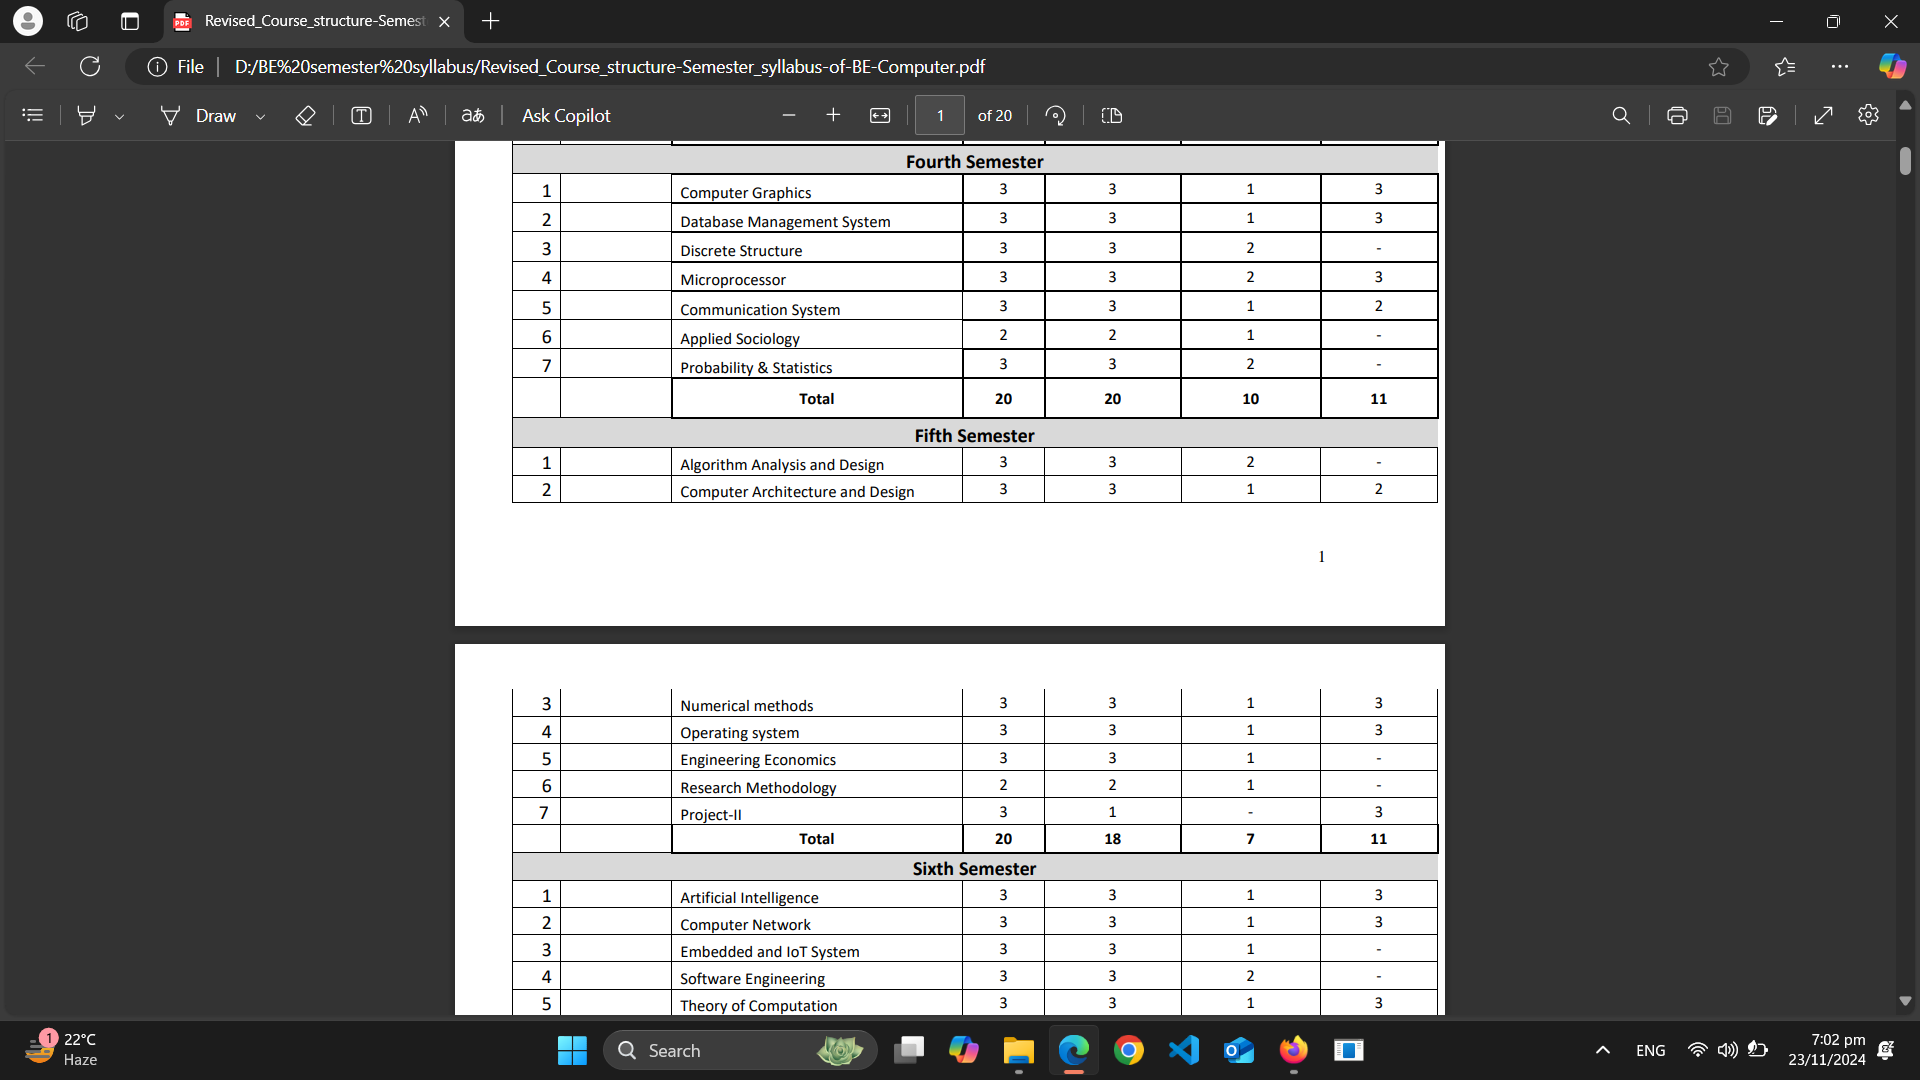 Revised_Course_structure-Semest
File D:/BE%20semester%20syllabus/Revised_Course_structure-Semester_syllabus-of-BE-Computer.pdf
Draw Ask Copilot 1 of 20
Fourth Semester
1 Computer Graphics 3 3 1 3
2 Database Management System 3 3 1 3
3 Discrete Structure 3 3 2 -
4 Microprocessor 3 3 2 3
5 Communication System 3 3 1 2
6 Applied Sociology 2 2 1 -
7 Probability & Statistics 3 3 2 -
Total 20 20 10 11
Fifth Semester
1 Algorithm Analysis and Design 3 3 2 -
2 Computer Architecture and Design 3 3 1 2
1
3 Numerical methods 3 3 1 3
4 Operating system 3 3 1 3
5 Engineering Economics 3 3 1 -
6 Research Methodology 2 2 1 -
7 Project-II 3 1 - 3
Total 20 18 7 11
Sixth Semester
1 Artificial Intelligence 3 3 1 3
2 Computer Network 3 3 1 3
3 Embedded and IoT System 3 3 1 -
4 Software Engineering 3 3 2 -
5 Theory of Computation 3 3 1 3
1 22°C
Haze
Search
ENG
7:02 pm
23/11/2024